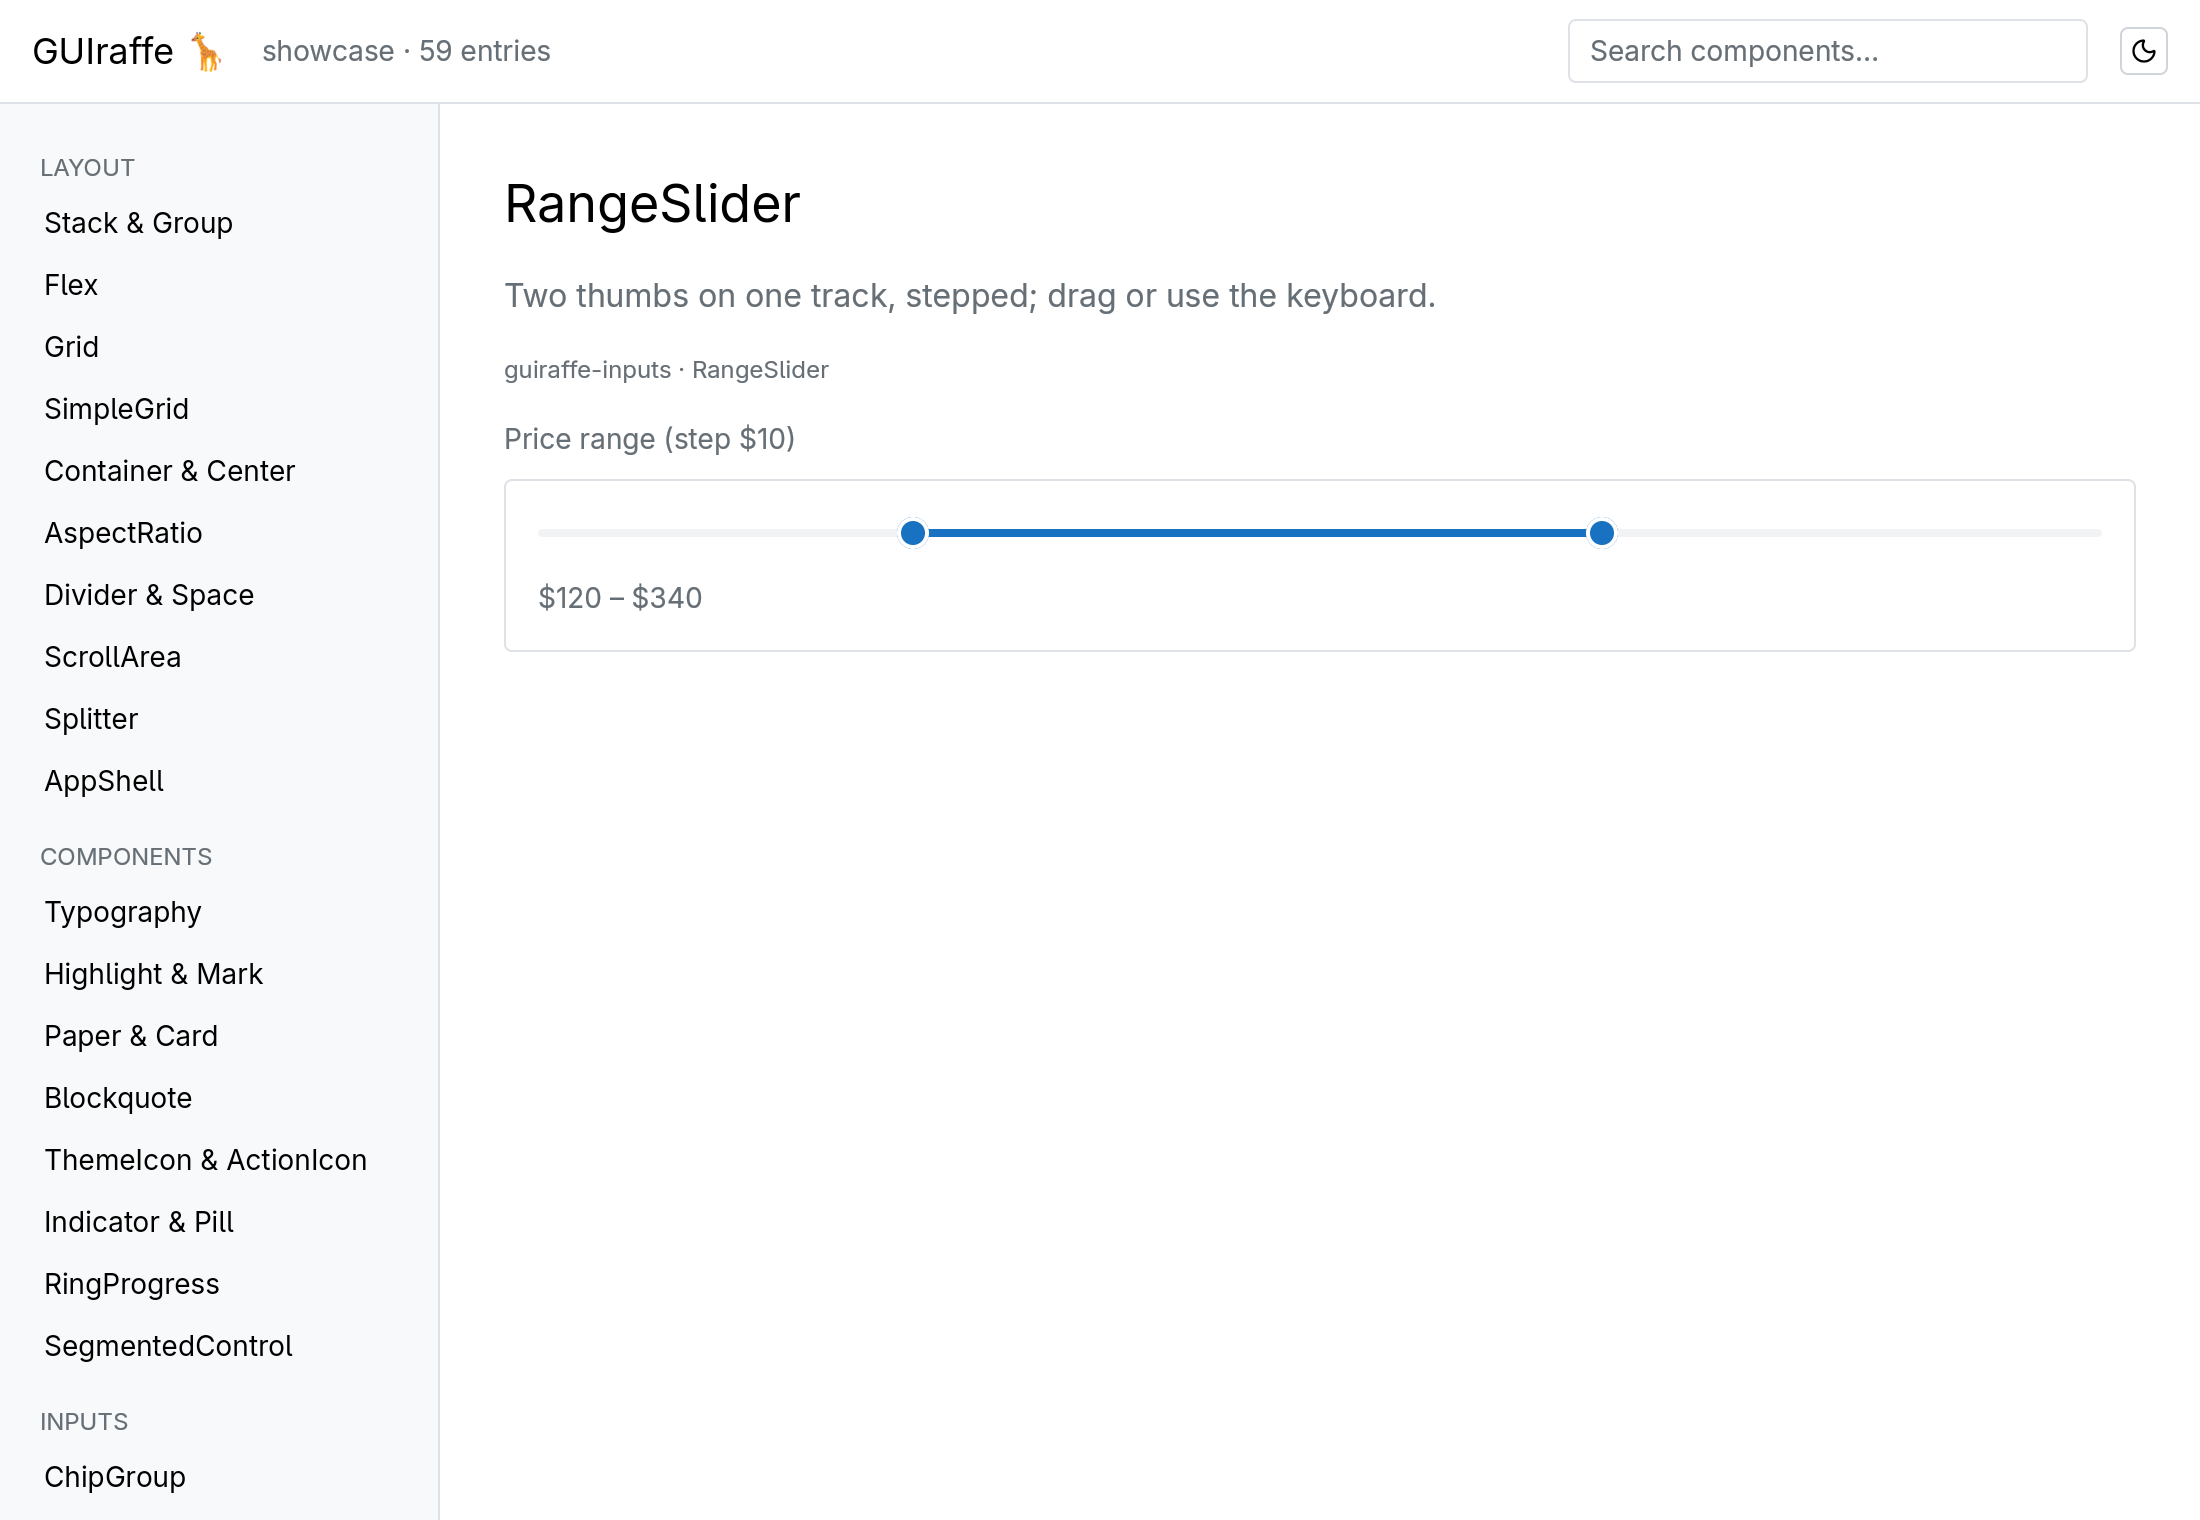 GUIraffe 🦒 showcase · 59 entries
Search components...
LAYOUT
Stack & Group
Flex
Grid
SimpleGrid
Container & Center
AspectRatio
Divider & Space
ScrollArea
Splitter
AppShell
COMPONENTS
Typography
Highlight & Mark
Paper & Card
Blockquote
ThemeIcon & ActionIcon
Indicator & Pill
RingProgress
SegmentedControl
INPUTS
ChipGroup
RangeSlider
Two thumbs on one track, stepped; drag or use the keyboard.
guiraffe-inputs · RangeSlider
Price range (step $10)
$120 – $340